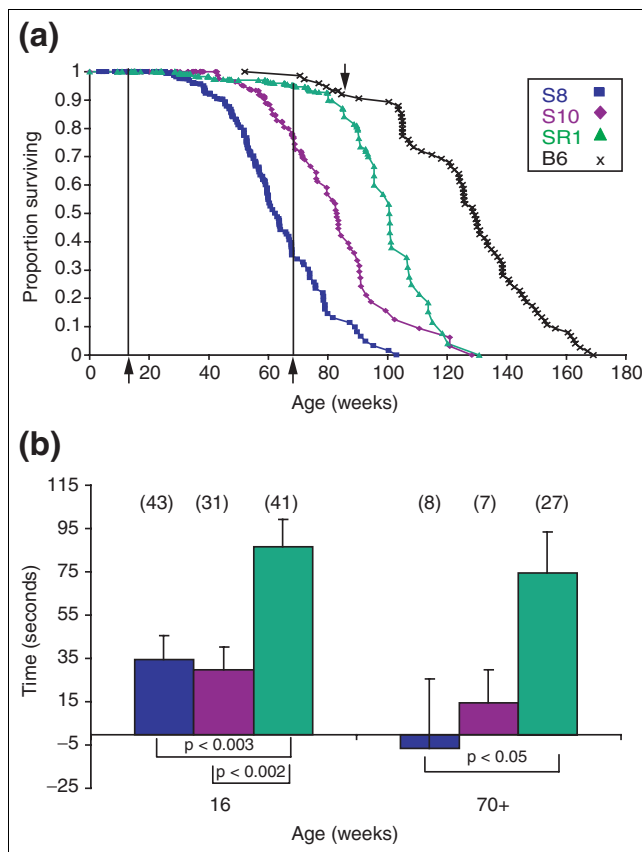 (a)
1
0.9
0.8
0.7
0.6
0.5
0.4
0.3
0.2
0.1
0
Proportion surviving
S8
S10
SR1
B6 x
0 20 40 60 80 100 120 140 160 180
Age (weeks)
(b)
115
95
75
55
35
15
−5
−25
Time (seconds)
(43) (31) (41) (8) (7) (27)
p < 0.003
p < 0.002
p < 0.05
16 70+
Age (weeks)